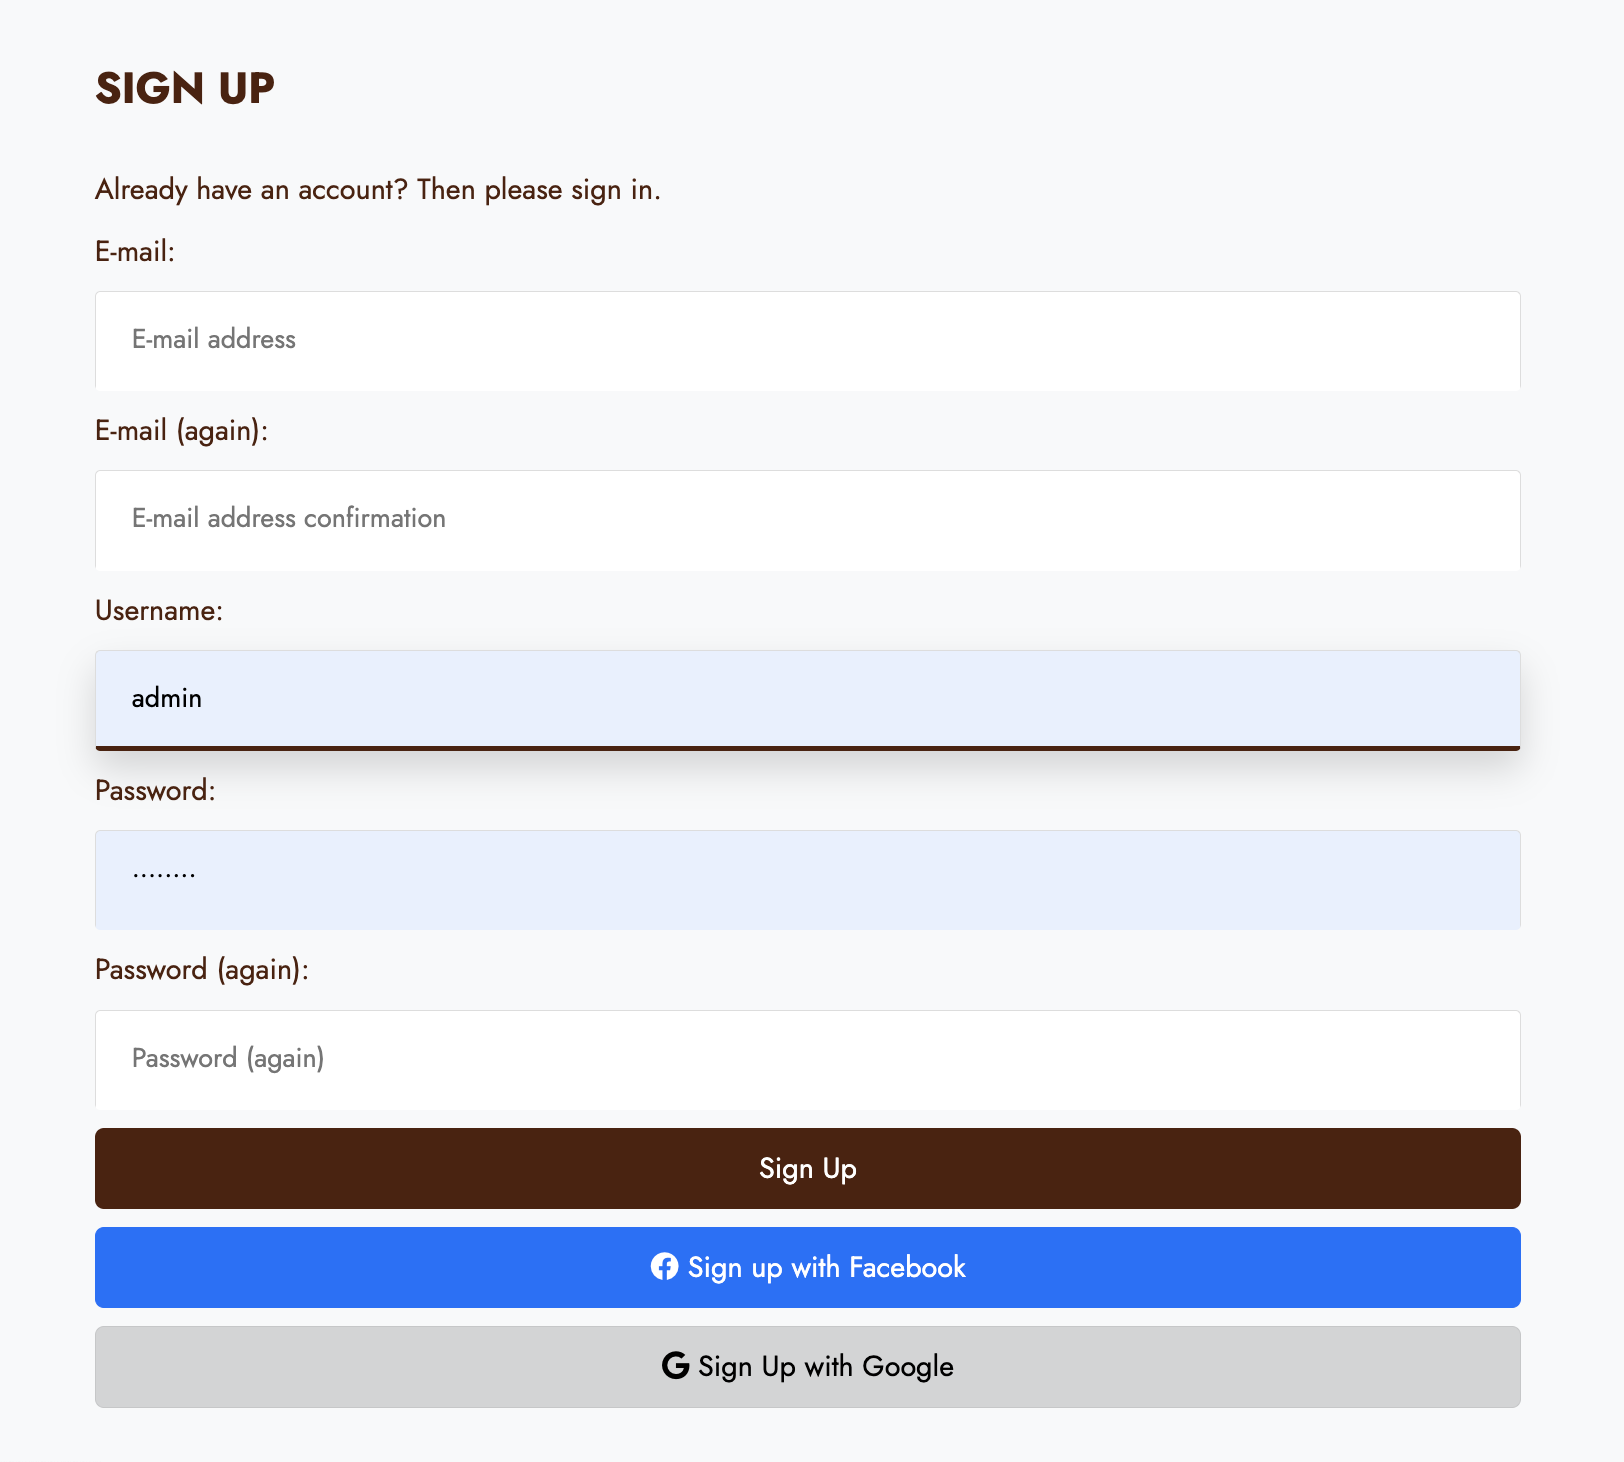 SIGN UP
Already have an account? Then please sign in.
E-mail:
E-mail address
E-mail (again):
E-mail address confirmation
Username:
admin
Password:
........
Password (again):
Password (again)
Sign Up
Sign up with Facebook
Sign Up with Google